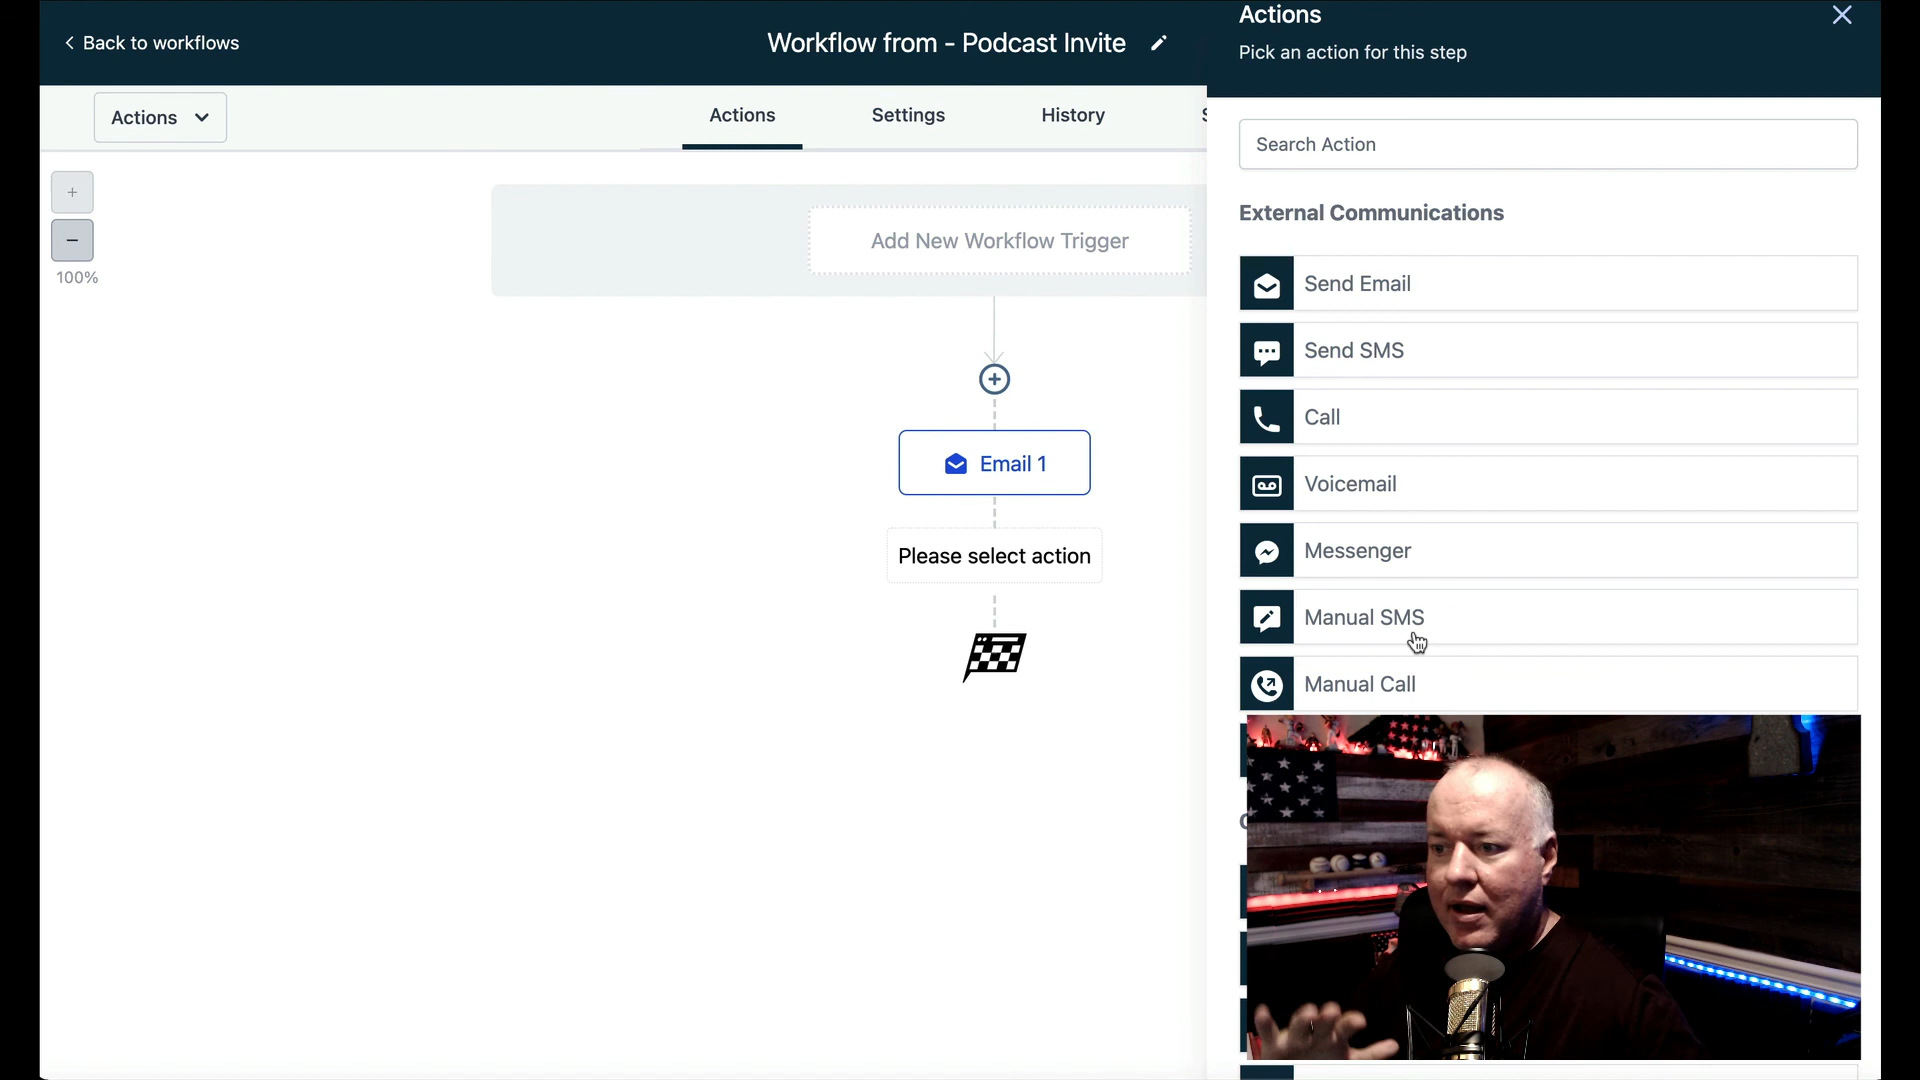 Back to workflows
Workflow from - Podcast Invite
Actions
Pick an action for this step
Actions
Actions
Settings
History
100%
Add New Workflow Trigger
Email 1
Please select action
Search Action
External Communications
Send Email
Send SMS
Call
Voicemail
Messenger
Manual SMS
Manual Call